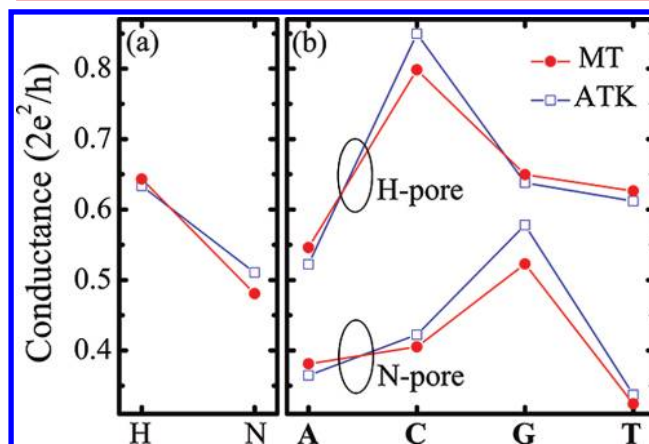 (a)
(b)
MT
ATK
H-pore
N-pore
Conductance (2e²/h)
0.8
0.7
0.6
0.5
0.4
H N
A C G T